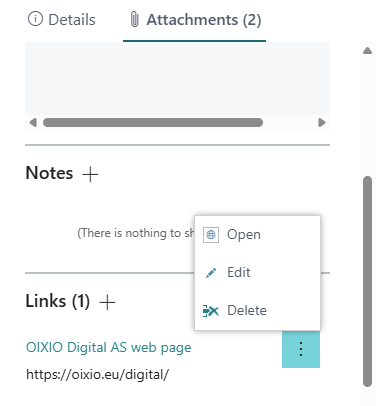 Details
Attachments (2)
Notes
(There is nothing to sh
Open
Edit
Delete
Links (1)
OIXIO Digital AS web page
https://oixio.eu/digital/